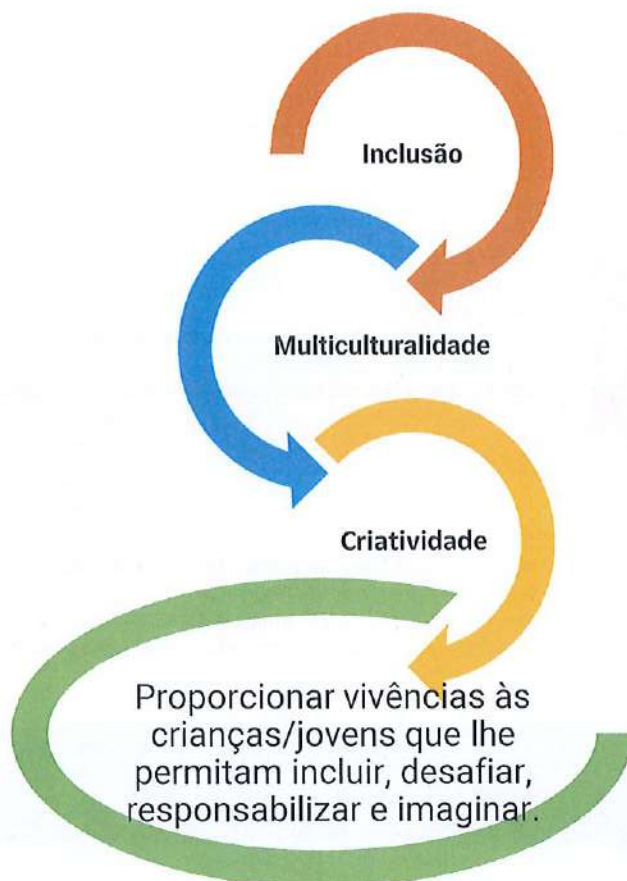 Inclusão
Multiculturalidade
Criatividade
Proporcionar vivências às
crianças/jovens que lhe
permitam incluir, desafiar,
responsabilizar e imaginar.